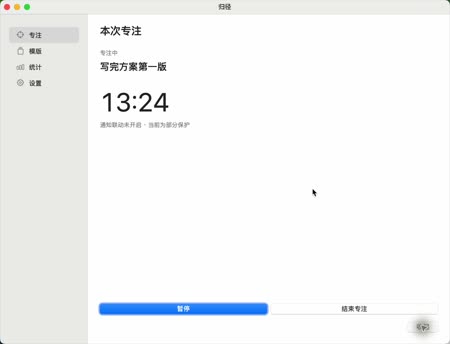 归径
专注
模版
统计
设置
本次专注
专注中
写完方案第一版
13:24
通知联动未开启 · 当前为部分保护
暂停
结束专注